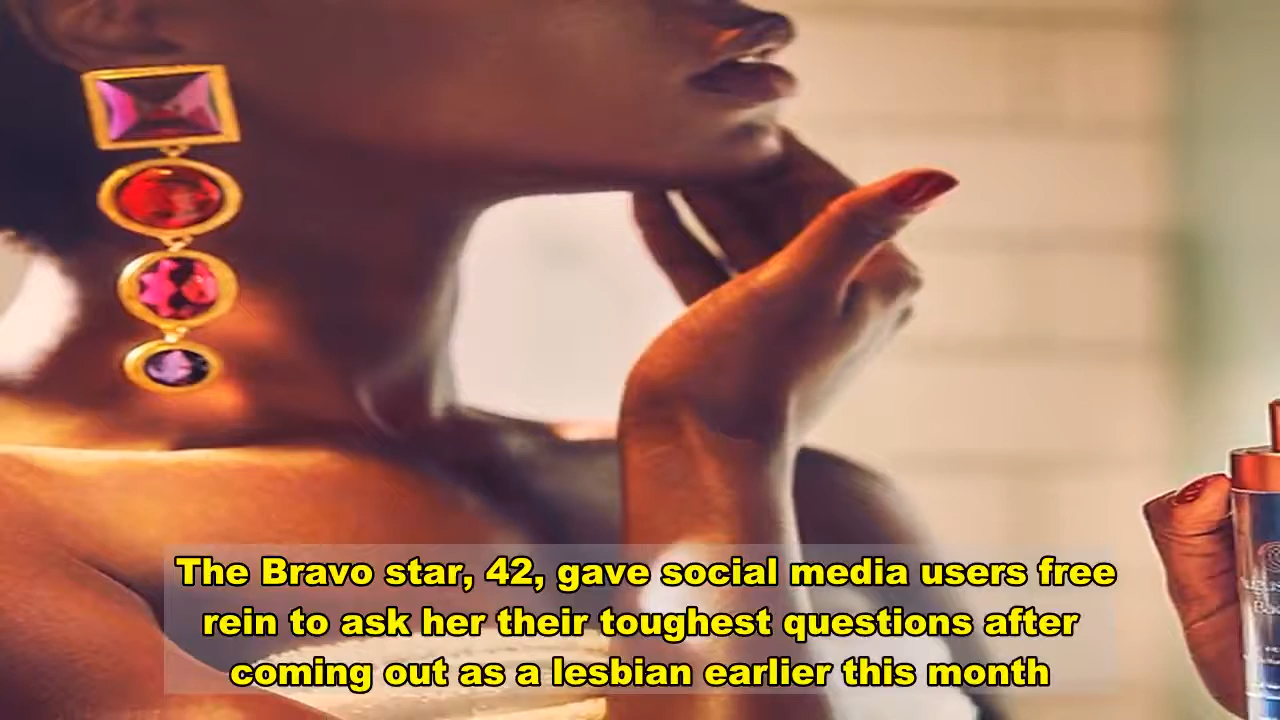 The Bravo star, 42, gave social media users free
rein to ask her their toughest questions after
coming out as a lesbian earlier this month